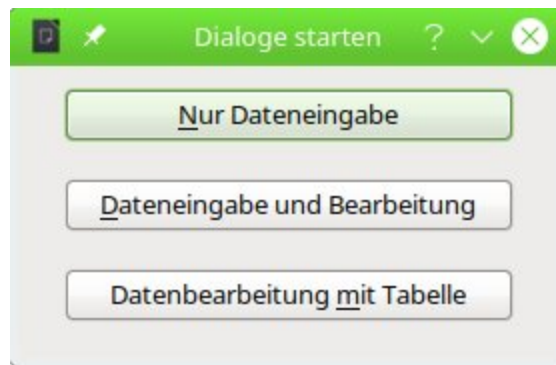 Dialoge starten
Nur Dateneingabe
Dateneingabe und Bearbeitung
Datenbearbeitung mit Tabelle